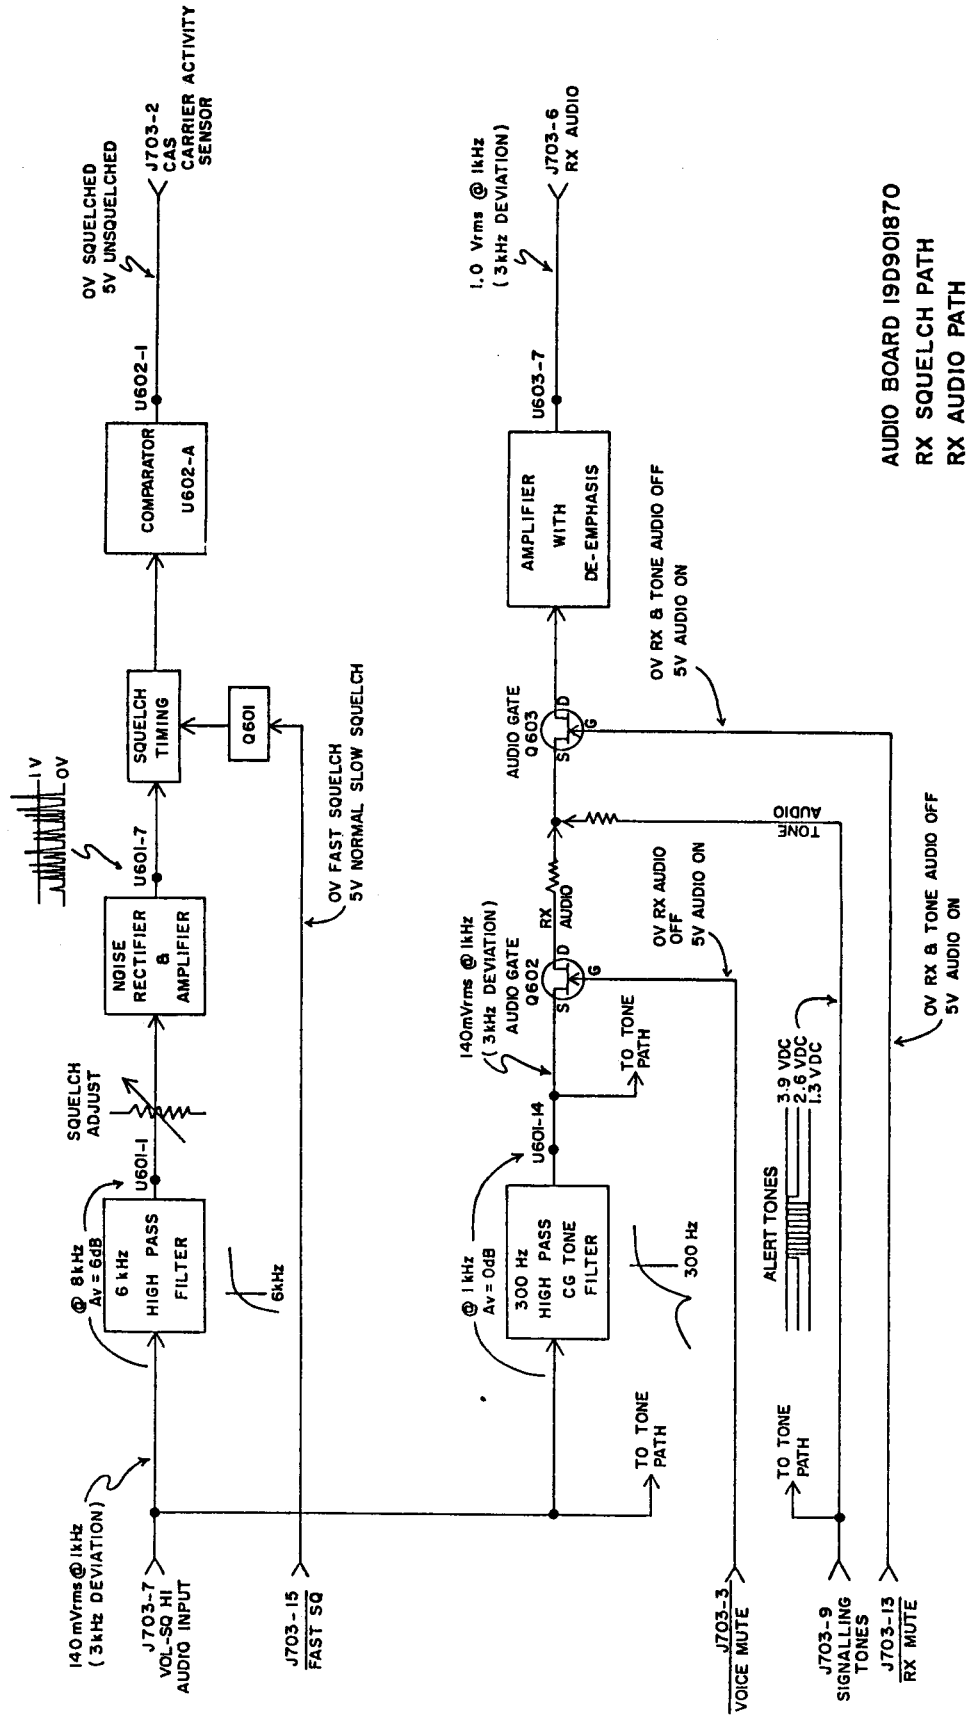 140mVrms@1kHz
(3kHz DEVIATION)
J703-7
VOL-SQ HI
AUDIO INPUT
@ 8kHz
Av = 6dB
6 kHz
HIGH PASS
FILTER
6kHz
U601-1
SQUELCH
ADJUST
NOISE
RECTIFIER
&
AMPLIFIER
U601-7
1V
0V
SQUELCH
TIMING
Q601
COMPARATOR
U602-A
U602-1
0V SQUELCHED
5V UNSQUELCHED
J703-2
CAS
CARRIER ACTIVITY
SENSOR
J703-15
FAST SQ
0V FAST SQUELCH
5V NORMAL SLOW SQUELCH
TO TONE
PATH
@ 1kHz
Av = 0dB
300 Hz
HIGH PASS
CG TONE
FILTER
300 Hz
U601-14
TO TONE
PATH
140mVrms @ 1kHz
(3kHz DEVIATION)
AUDIO GATE
Q602
S
D
G
RX
AUDIO
0V RX AUDIO
OFF
5V AUDIO ON
AUDIO GATE
Q603
S
D
G
TONE
AUDIO
AMPLIFIER
WITH
DE-EMPHASIS
U603-7
1.0 Vrms @ 1kHz
(3kHz DEVIATION)
J703-6
RX AUDIO
0V RX & TONE AUDIO OFF
5V AUDIO ON
J703-3
VOICE MUTE
TO TONE
PATH
ALERT TONES
3.9 VDC
2.6 VDC
1.3 VDC
J703-9
SIGNALLING
TONES
J703-13
RX MUTE
0V RX & TONE AUDIO OFF
5V AUDIO ON
AUDIO BOARD 19D901870
RX SQUELCH PATH
RX AUDIO PATH